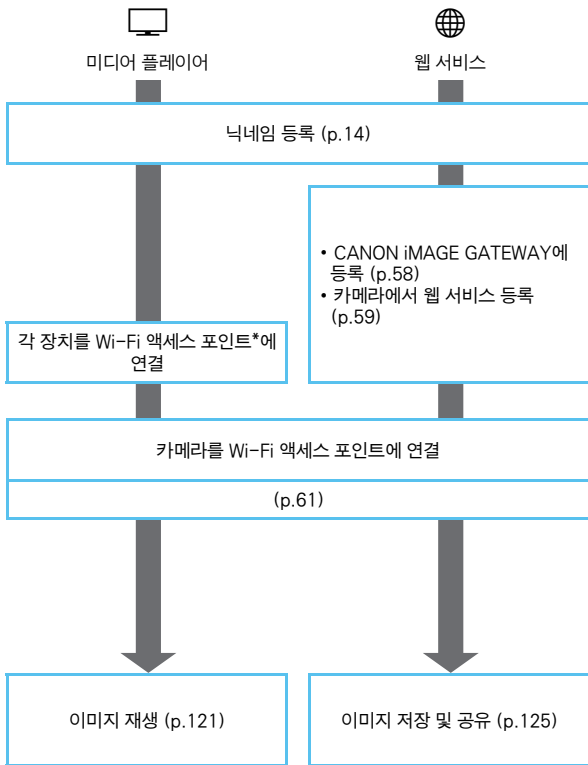 미디어 플레이어
웹 서비스
닉네임 등록 (p.14)
• CANON iMAGE GATEWAY에
등록 (p.58)
• 카메라에서 웹 서비스 등록
(p.59)
각 장치를 Wi-Fi 액세스 포인트*에
연결
카메라를 Wi-Fi 액세스 포인트에 연결
(p.61)
이미지 재생 (p.121)
이미지 저장 및 공유 (p.125)